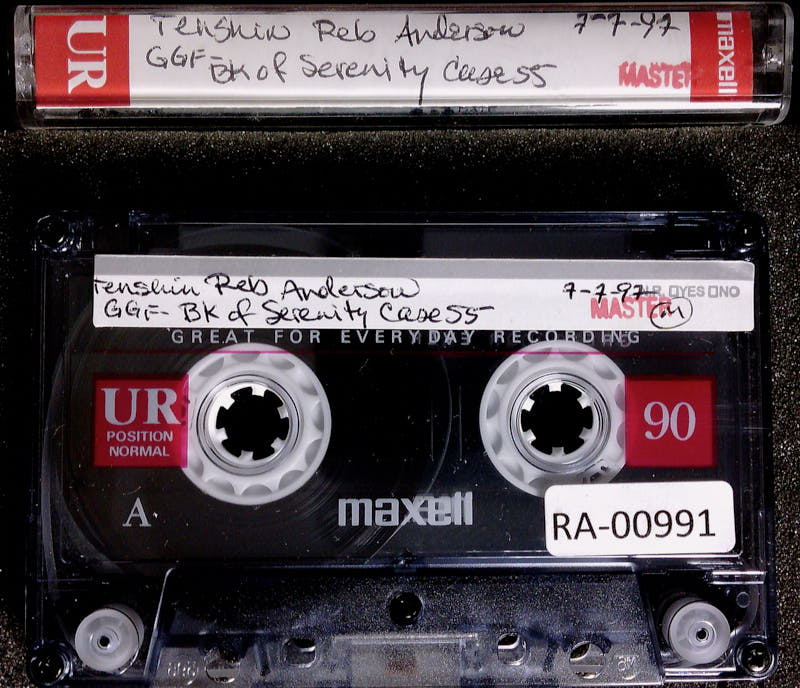 UR
Tenshin Reb Anderson 7-7-97
GGF- BK of Serenity Case 55
MASTER
maxell
Tenshin Reb Anderson 7-7-97
GGF- BK of Serenity Case 55
N.R. YES NO
MASTER M
GREAT FOR EVERYDAY RECORDING
UR
POSITION
NORMAL
90
A
maxell
RA-00991